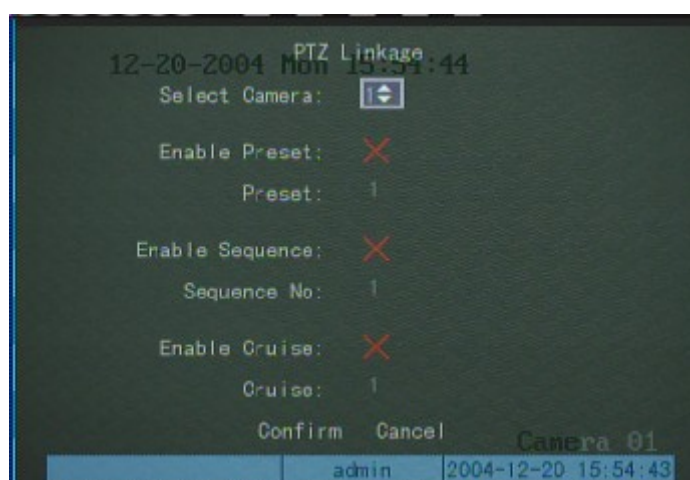 PTZ Linkage
12-20-2004 Mon 15:54:44
Select Camera: 1
Enable Preset:
Preset: 1
Enable Sequence:
Sequence No: 1
Enable Cruise:
Cruise: 1
Confirm Cancel
Camera 01
admin 2004-12-20 15:54:43